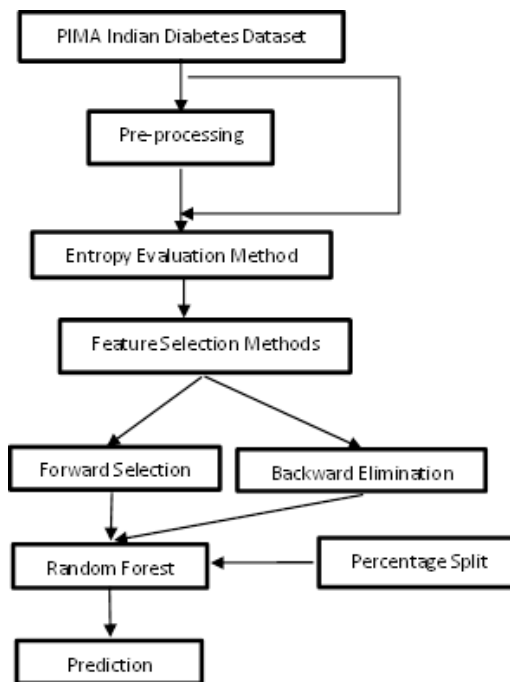 PIMA Indian Diabetes Dataset
Pre-processing
Entropy Evaluation Method
Feature Selection Methods
Forward Selection
Backward Elimination
Random Forest
Percentage Split
Prediction